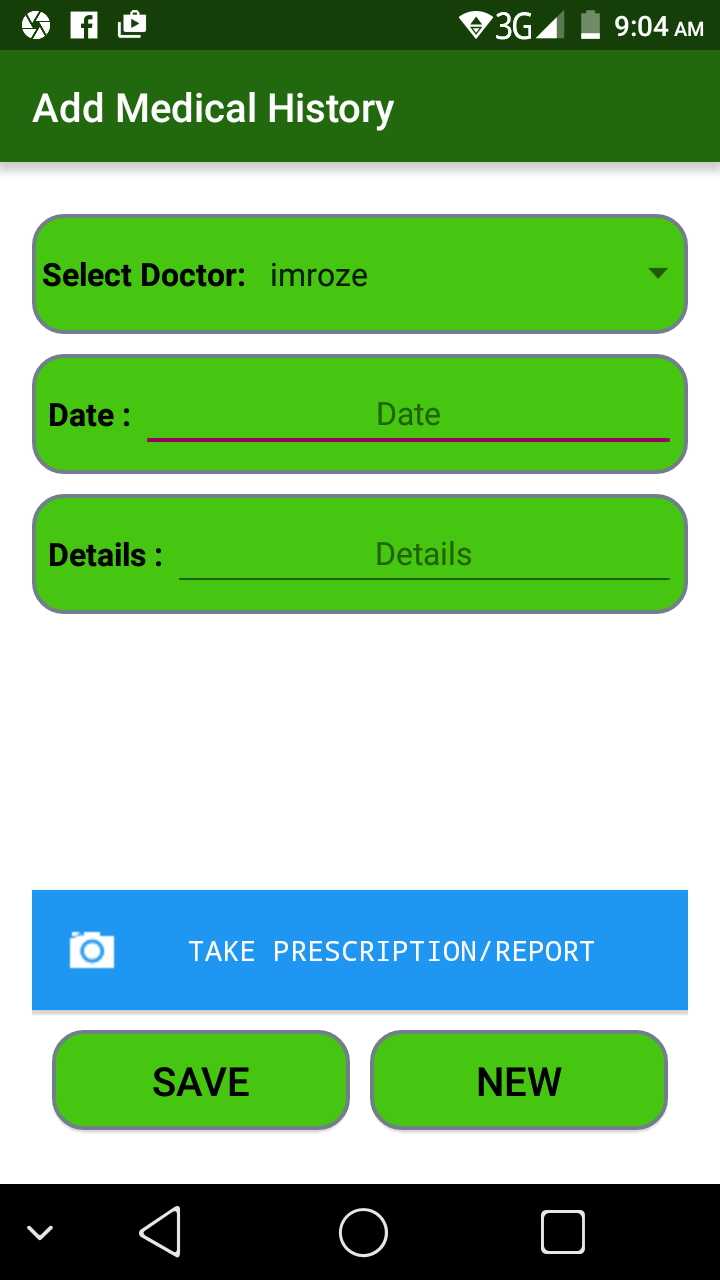 3G 9:04 AM
Add Medical History
Select Doctor: imroze
Date : Date
Details : Details
TAKE PRESCRIPTION/REPORT
SAVE NEW